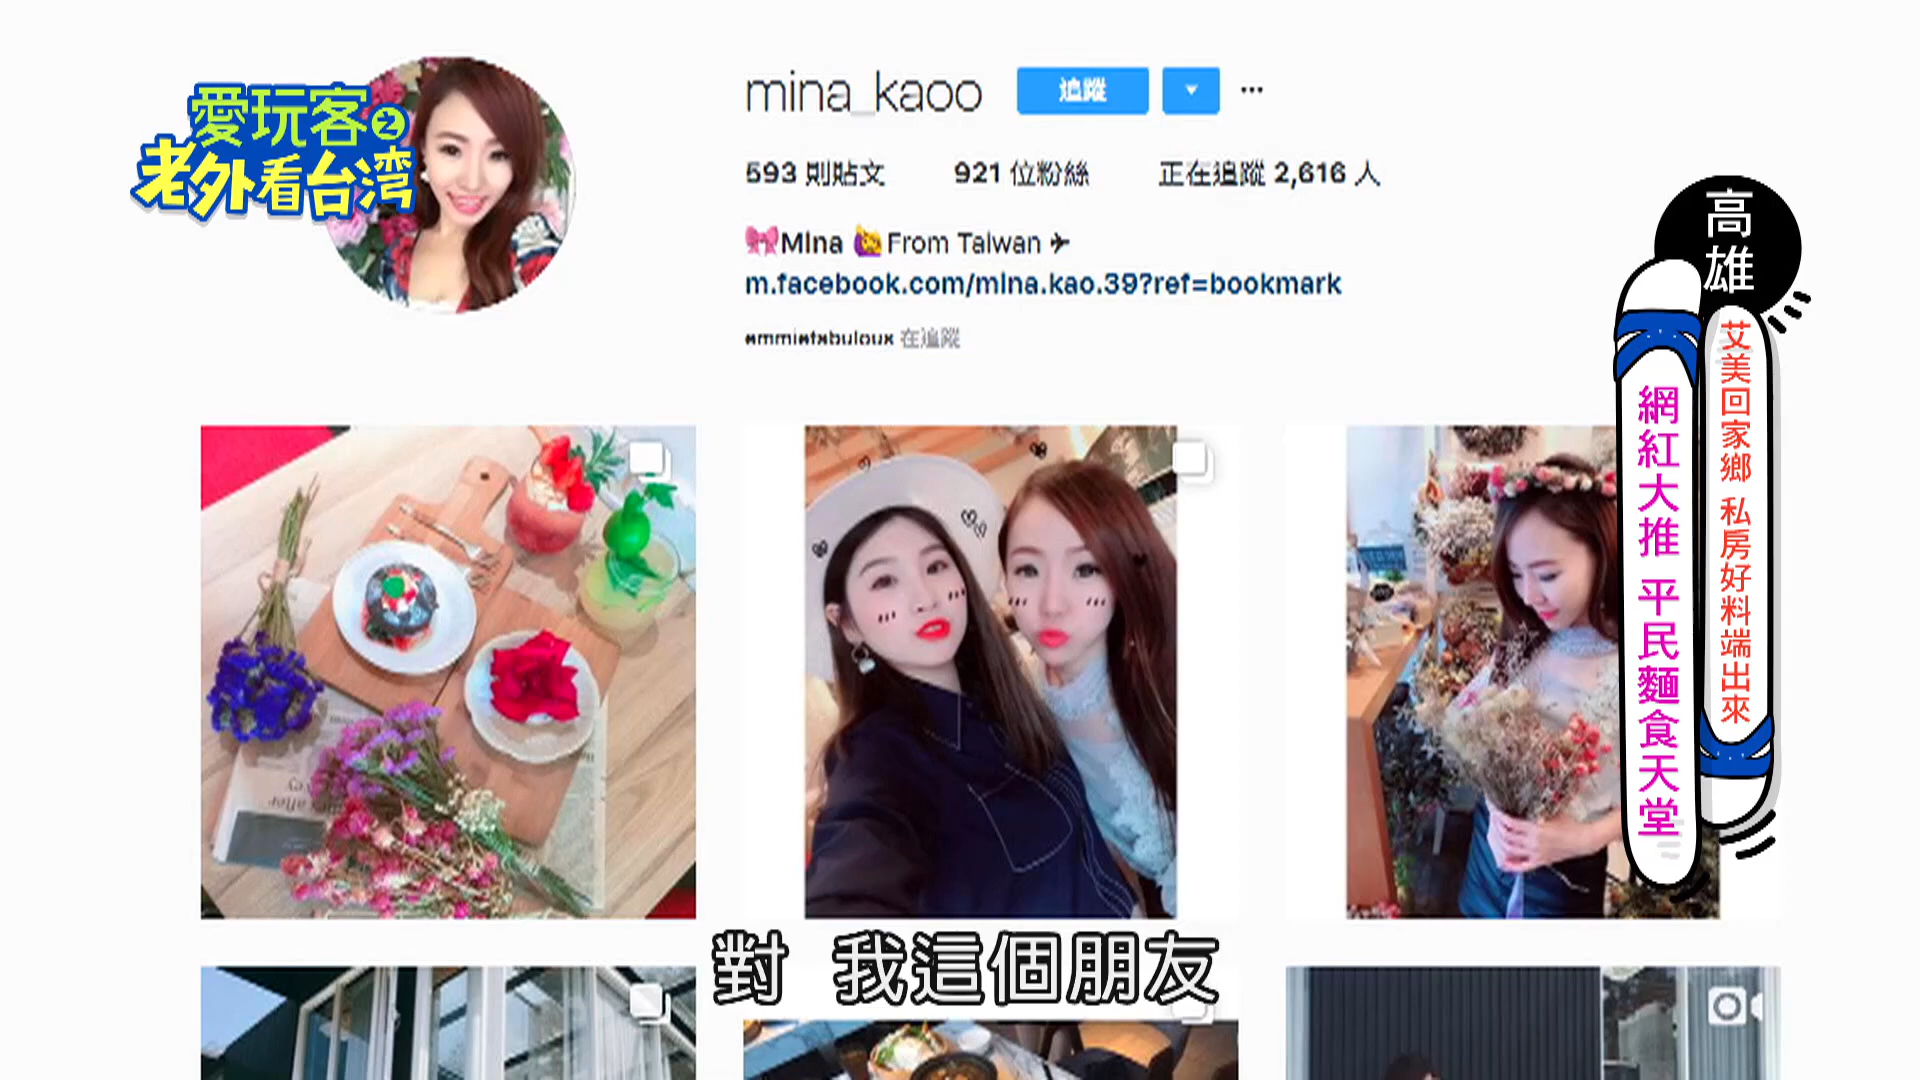 愛玩客之
老外看台灣
mina_kaoo 追蹤
593 則貼文 921 位粉絲 正在追蹤 2,616 人
Mina From Taiwan
m.facebook.com/mina.kao.39?ref=bookmark
emmiefabuloux 在追蹤
高雄
艾美回家鄉 私房好料端出來
網紅大推 平民麵食天堂
對 我這個朋友